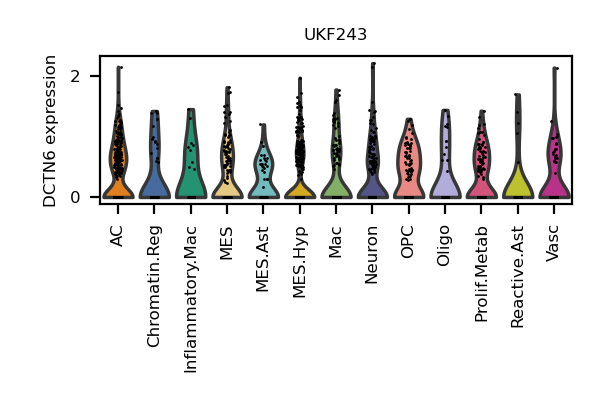 UKF243
DCTN6 expression
2
0
AC
Chromatin.Reg
Inflammatory.Mac
MES
MES.Ast
MES.Hyp
Mac
Neuron
OPC
Oligo
Prolif.Metab
Reactive.Ast
Vasc